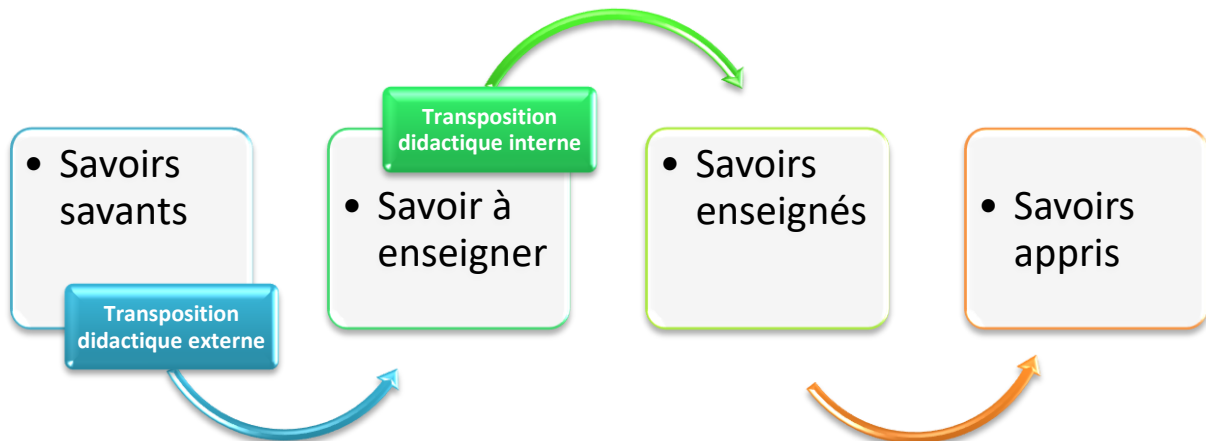 • Savoirs
savants
Transposition
didactique externe
Transposition
didactique interne
• Savoir à
enseigner
• Savoirs
enseignés
• Savoirs
appris